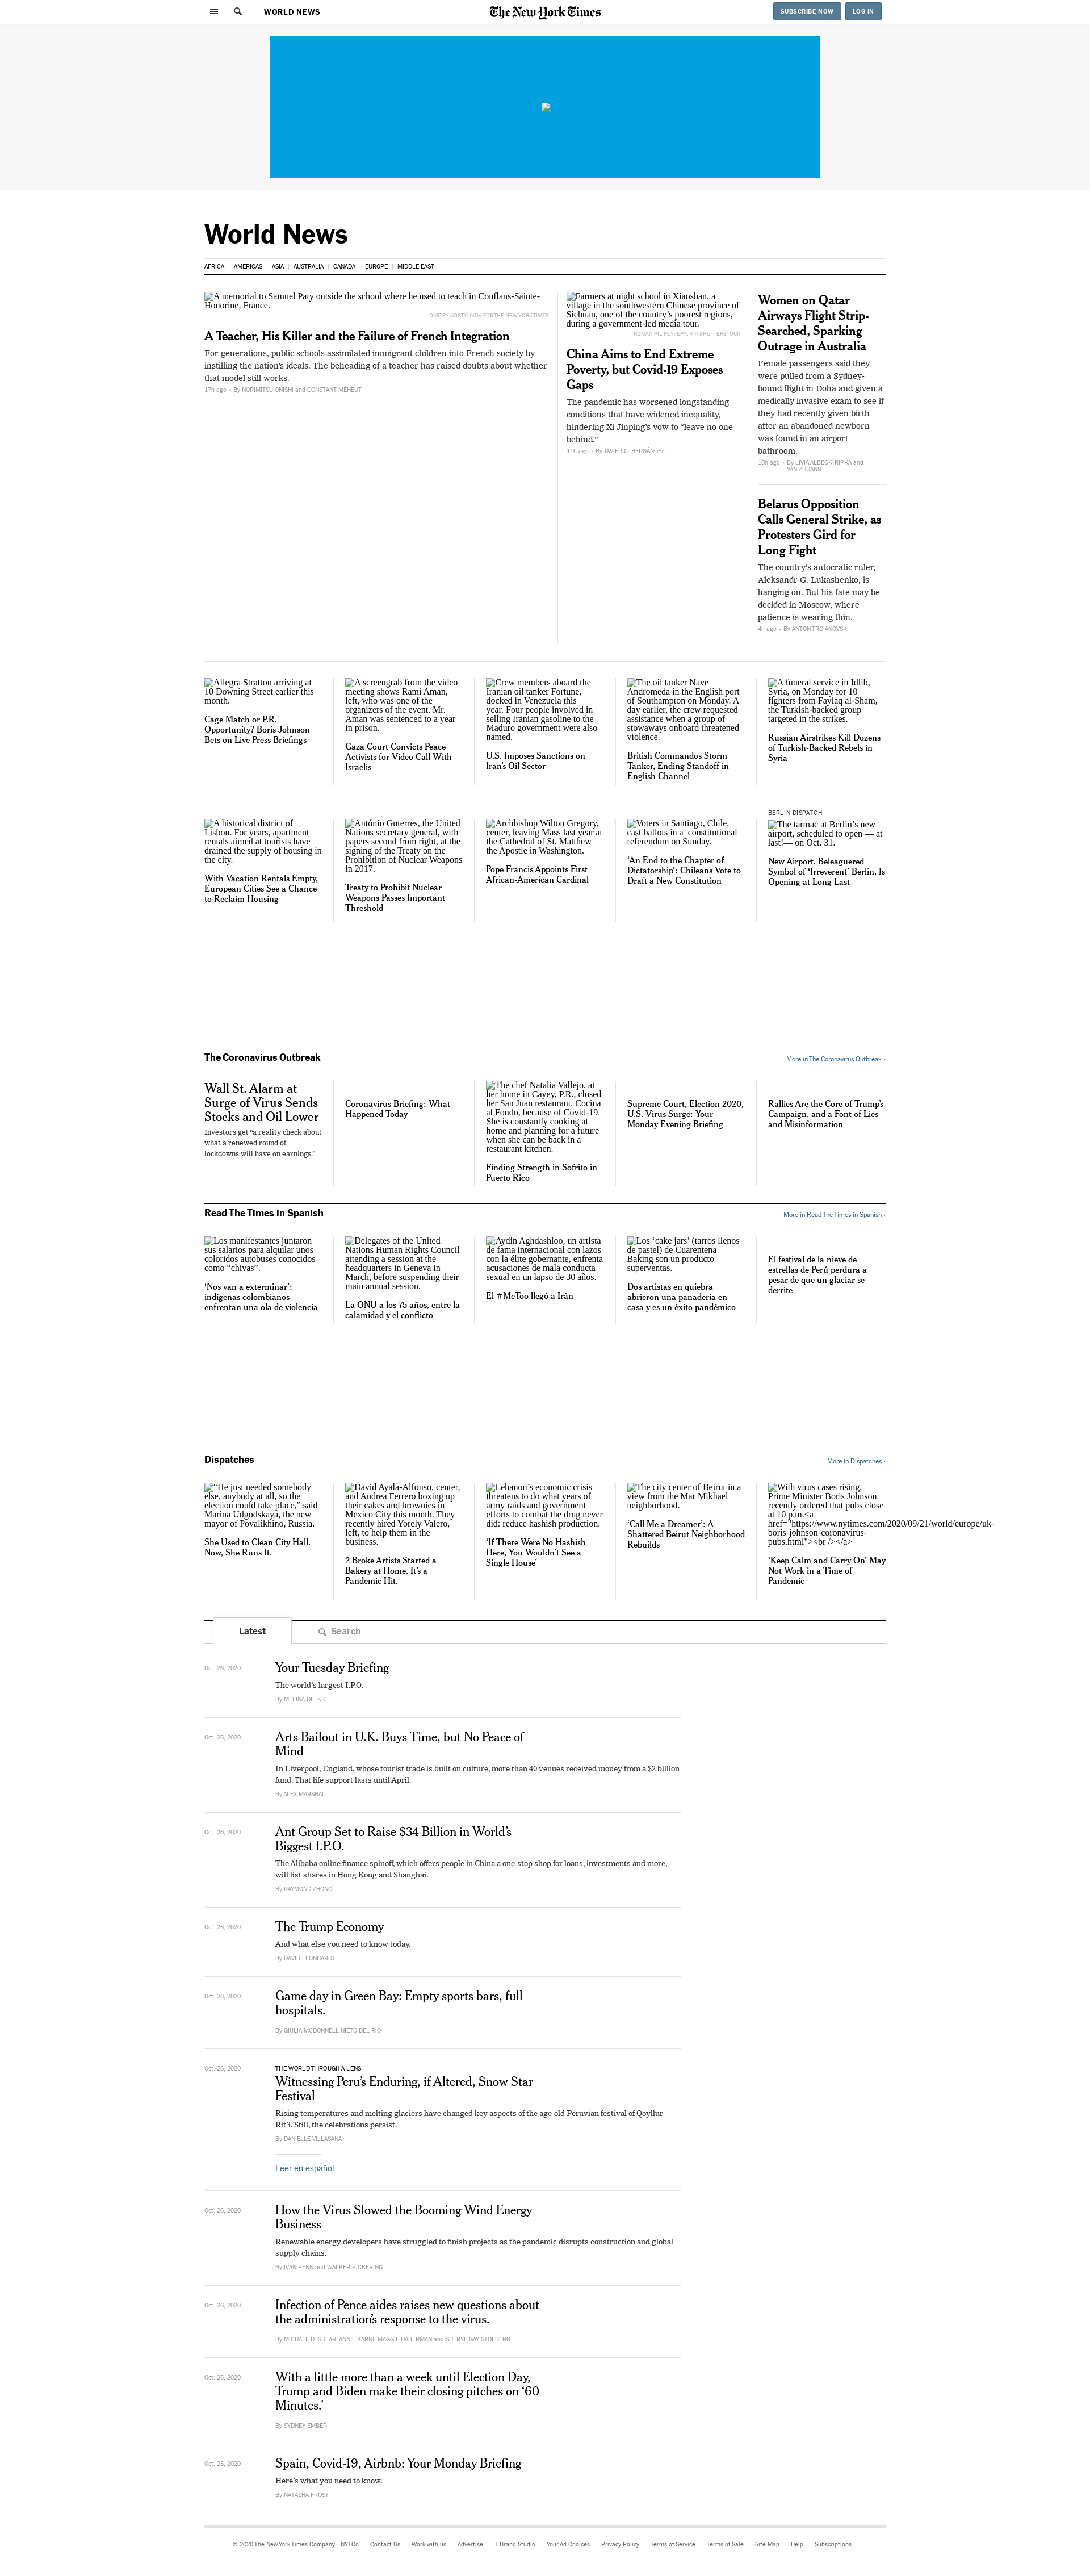 WORLD NEWS
The New York Times
SUBSCRIBE NOW
LOG IN
World News
AFRICA
AMERICAS
ASIA
AUSTRALIA
CANADA
EUROPE
MIDDLE EAST
A memorial to Samuel Paty outside the school where he used to teach in Conflans-Sainte-
Honorine, France.
DMITRY KOSTYUKOV FOR THE NEW YORK TIMES
A Teacher, His Killer and the Failure of French Integration
For generations, public schools assimilated immigrant children into French society by
instilling the nation's ideals. The beheading of a teacher has raised doubts about whether
that model still works.
17h ago - By NORIMITSU ONISHI and CONSTANT MÉHEUT
Farmers at night school in Xiaoshan, a
village in the southwestern Chinese province of
Sichuan, one of the country's poorest regions,
during a government-led media tour.
ROMAN PILIPEY/EPA, VIA SHUTTERSTOCK
China Aims to End Extreme
Poverty, but Covid-19 Exposes
Gaps
The pandemic has worsened longstanding
conditions that have widened inequality,
hindering Xi Jinping's vow to “leave no one
behind.”
11h ago - By JAVIER C. HERNÁNDEZ
Women on Qatar
Airways Flight Strip-
Searched, Sparking
Outrage in Australia
Female passengers said they
were pulled from a Sydney-
bound flight in Doha and given a
medically invasive exam to see if
they had recently given birth
after an abandoned newborn
was found in an airport
bathroom.
10h ago - By LIVIA ALBECK-RIPKA and
YAN ZHUANG
Belarus Opposition
Calls General Strike, as
Protesters Gird for
Long Fight
The country's autocratic ruler,
Aleksandr G. Lukashenko, is
hanging on. But his fate may be
decided in Moscow, where
patience is wearing thin.
4h ago - By ANTON TROIANOVSKI
Allegra Stratton arriving at
10 Downing Street earlier this
month.
Cage Match or P.R.
Opportunity? Boris Johnson
Bets on Live Press Briefings
A screengrab from the video
meeting shows Rami Aman,
left, who was one of the
organizers of the event. Mr.
Aman was sentenced to a year
in prison.
Gaza Court Convicts Peace
Activists for Video Call With
Israelis
Crew members aboard the
Iranian oil tanker Fortune,
docked in Venezuela this
year. Four people involved in
selling Iranian gasoline to the
Maduro government were also
named.
U.S. Imposes Sanctions on
Iran's Oil Sector
The oil tanker Nave
Andromeda in the English port
of Southampton on Monday. A
day earlier, the crew requested
assistance when a group of
stowaways onboard threatened
violence.
British Commandos Storm
Tanker, Ending Standoff in
English Channel
A funeral service in Idlib,
Syria, on Monday for 10
fighters from Faylaq al-Sham,
the Turkish-backed group
targeted in the strikes.
Russian Airstrikes Kill Dozens
of Turkish-Backed Rebels in
Syria
A historical district of
Lisbon. For years, apartment
rentals aimed at tourists have
drained the supply of housing in
the city.
With Vacation Rentals Empty,
European Cities See a Chance
to Reclaim Housing
António Guterres, the United
Nations secretary general, with
papers second from right, at the
signing of the Treaty on the
Prohibition of Nuclear Weapons
in 2017.
Treaty to Prohibit Nuclear
Weapons Passes Important
Threshold
Archbishop Wilton Gregory,
center, leaving Mass last year at
the Cathedral of St. Matthew
the Apostle in Washington.
Pope Francis Appoints First
African-American Cardinal
Voters in Santiago, Chile,
cast ballots in a constitutional
referendum on Sunday.
‘An End to the Chapter of
Dictatorship’: Chileans Vote to
Draft a New Constitution
BERLIN DISPATCH
The tarmac at Berlin's new
airport, scheduled to open — at
last!— on Oct. 31.
New Airport, Beleaguered
Symbol of ‘Irreverent’ Berlin, Is
Opening at Long Last
The Coronavirus Outbreak
More in The Coronavirus Outbreak ›
Wall St. Alarm at
Surge of Virus Sends
Stocks and Oil Lower
Investors get “a reality check about
what a renewed round of
lockdowns will have on earnings.”
Coronavirus Briefing: What
Happened Today
The chef Natalia Vallejo, at
her home in Cayey, P.R., closed
her San Juan restaurant, Cocina
al Fondo, because of Covid-19.
She is constantly cooking at
home and planning for a future
when she can be back in a
restaurant kitchen.
Finding Strength in Sofrito in
Puerto Rico
Supreme Court, Election 2020,
U.S. Virus Surge: Your
Monday Evening Briefing
Rallies Are the Core of Trump's
Campaign, and a Font of Lies
and Misinformation
Read The Times in Spanish
More in Read The Times in Spanish ›
Los manifestantes juntaron
sus salarios para alquilar unos
coloridos autobuses conocidos
como “chivas”.
‘Nos van a exterminar’:
indígenas colombianos
enfrentan una ola de violencia
Delegates of the United
Nations Human Rights Council
attending a session at the
headquarters in Geneva in
March, before suspending their
main annual session.
La ONU a los 75 años, entre la
calamidad y el conflicto
Aydin Aghdashloo, un artista
de fama internacional con lazos
con la élite gobernante, enfrenta
acusaciones de mala conducta
sexual en un lapso de 30 años.
El #MeToo llegó a Irán
Los ‘cake jars’ (tarros llenos
de pastel) de Cuarentena
Baking son un producto
superventas.
Dos artistas en quiebra
abrieron una panadería en
casa y es un éxito pandémico
El festival de la nieve de
estrellas de Perú perdura a
pesar de que un glaciar se
derrite
Dispatches
More in Dispatches ›
“He just needed somebody
else, anybody at all, so the
election could take place,” said
Marina Udgodskaya, the new
mayor of Povalikhino, Russia.
She Used to Clean City Hall.
Now, She Runs It.
David Ayala-Alfonso, center,
and Andrea Ferrero boxing up
their cakes and brownies in
Mexico City this month. They
recently hired Yorely Valero,
left, to help them in the
business.
2 Broke Artists Started a
Bakery at Home. It's a
Pandemic Hit.
Lebanon's economic crisis
threatens to do what years of
army raids and government
efforts to combat the drug never
did: reduce hashish production.
‘If There Were No Hashish
Here, You Wouldn't See a
Single House’
The city center of Beirut in a
view from the Mar Mikhael
neighborhood.
‘Call Me a Dreamer’: A
Shattered Beirut Neighborhood
Rebuilds
With virus cases rising,
Prime Minister Boris Johnson
recently ordered that pubs close
at 10 p.m.<a
href="https://www.nytimes.com/2020/09/21/world/europe/uk-
boris-johnson-coronavirus-
pubs.html"><br /></a>
‘Keep Calm and Carry On’ May
Not Work in a Time of
Pandemic
Latest
Search
Oct. 26, 2020
Your Tuesday Briefing
The world's largest I.P.O.
By MELINA DELKIC
Oct. 26, 2020
Arts Bailout in U.K. Buys Time, but No Peace of
Mind
In Liverpool, England, whose tourist trade is built on culture, more than 40 venues received money from a $2 billion
fund. That life support lasts until April.
By ALEX MARSHALL
Oct. 26, 2020
Ant Group Set to Raise $34 Billion in World's
Biggest I.P.O.
The Alibaba online finance spinoff, which offers people in China a one-stop shop for loans, investments and more,
will list shares in Hong Kong and Shanghai.
By RAYMOND ZHONG
Oct. 26, 2020
The Trump Economy
And what else you need to know today.
By DAVID LEONHARDT
Oct. 26, 2020
Game day in Green Bay: Empty sports bars, full
hospitals.
By GIULIA MCDONNELL NIETO DEL RIO
Oct. 26, 2020
THE WORLD THROUGH A LENS
Witnessing Peru's Enduring, if Altered, Snow Star
Festival
Rising temperatures and melting glaciers have changed key aspects of the age-old Peruvian festival of Qoyllur
Rit'i. Still, the celebrations persist.
By DANIELLE VILLASANA
Leer en español
Oct. 26, 2020
How the Virus Slowed the Booming Wind Energy
Business
Renewable energy developers have struggled to finish projects as the pandemic disrupts construction and global
supply chains.
By IVAN PENN and WALKER PICKERING
Oct. 26, 2020
Infection of Pence aides raises new questions about
the administration's response to the virus.
By MICHAEL D. SHEAR, ANNIE KARNI, MAGGIE HABERMAN and SHERYL GAY STOLBERG
Oct. 26, 2020
With a little more than a week until Election Day,
Trump and Biden make their closing pitches on ‘60
Minutes.’
By SYDNEY EMBER
Oct. 25, 2020
Spain, Covid-19, Airbnb: Your Monday Briefing
Here's what you need to know.
By NATASHA FROST
© 2020 The New York Times Company
NYTCo
Contact Us
Work with us
Advertise
T Brand Studio
Your Ad Choices
Privacy Policy
Terms of Service
Terms of Sale
Site Map
Help
Subscriptions